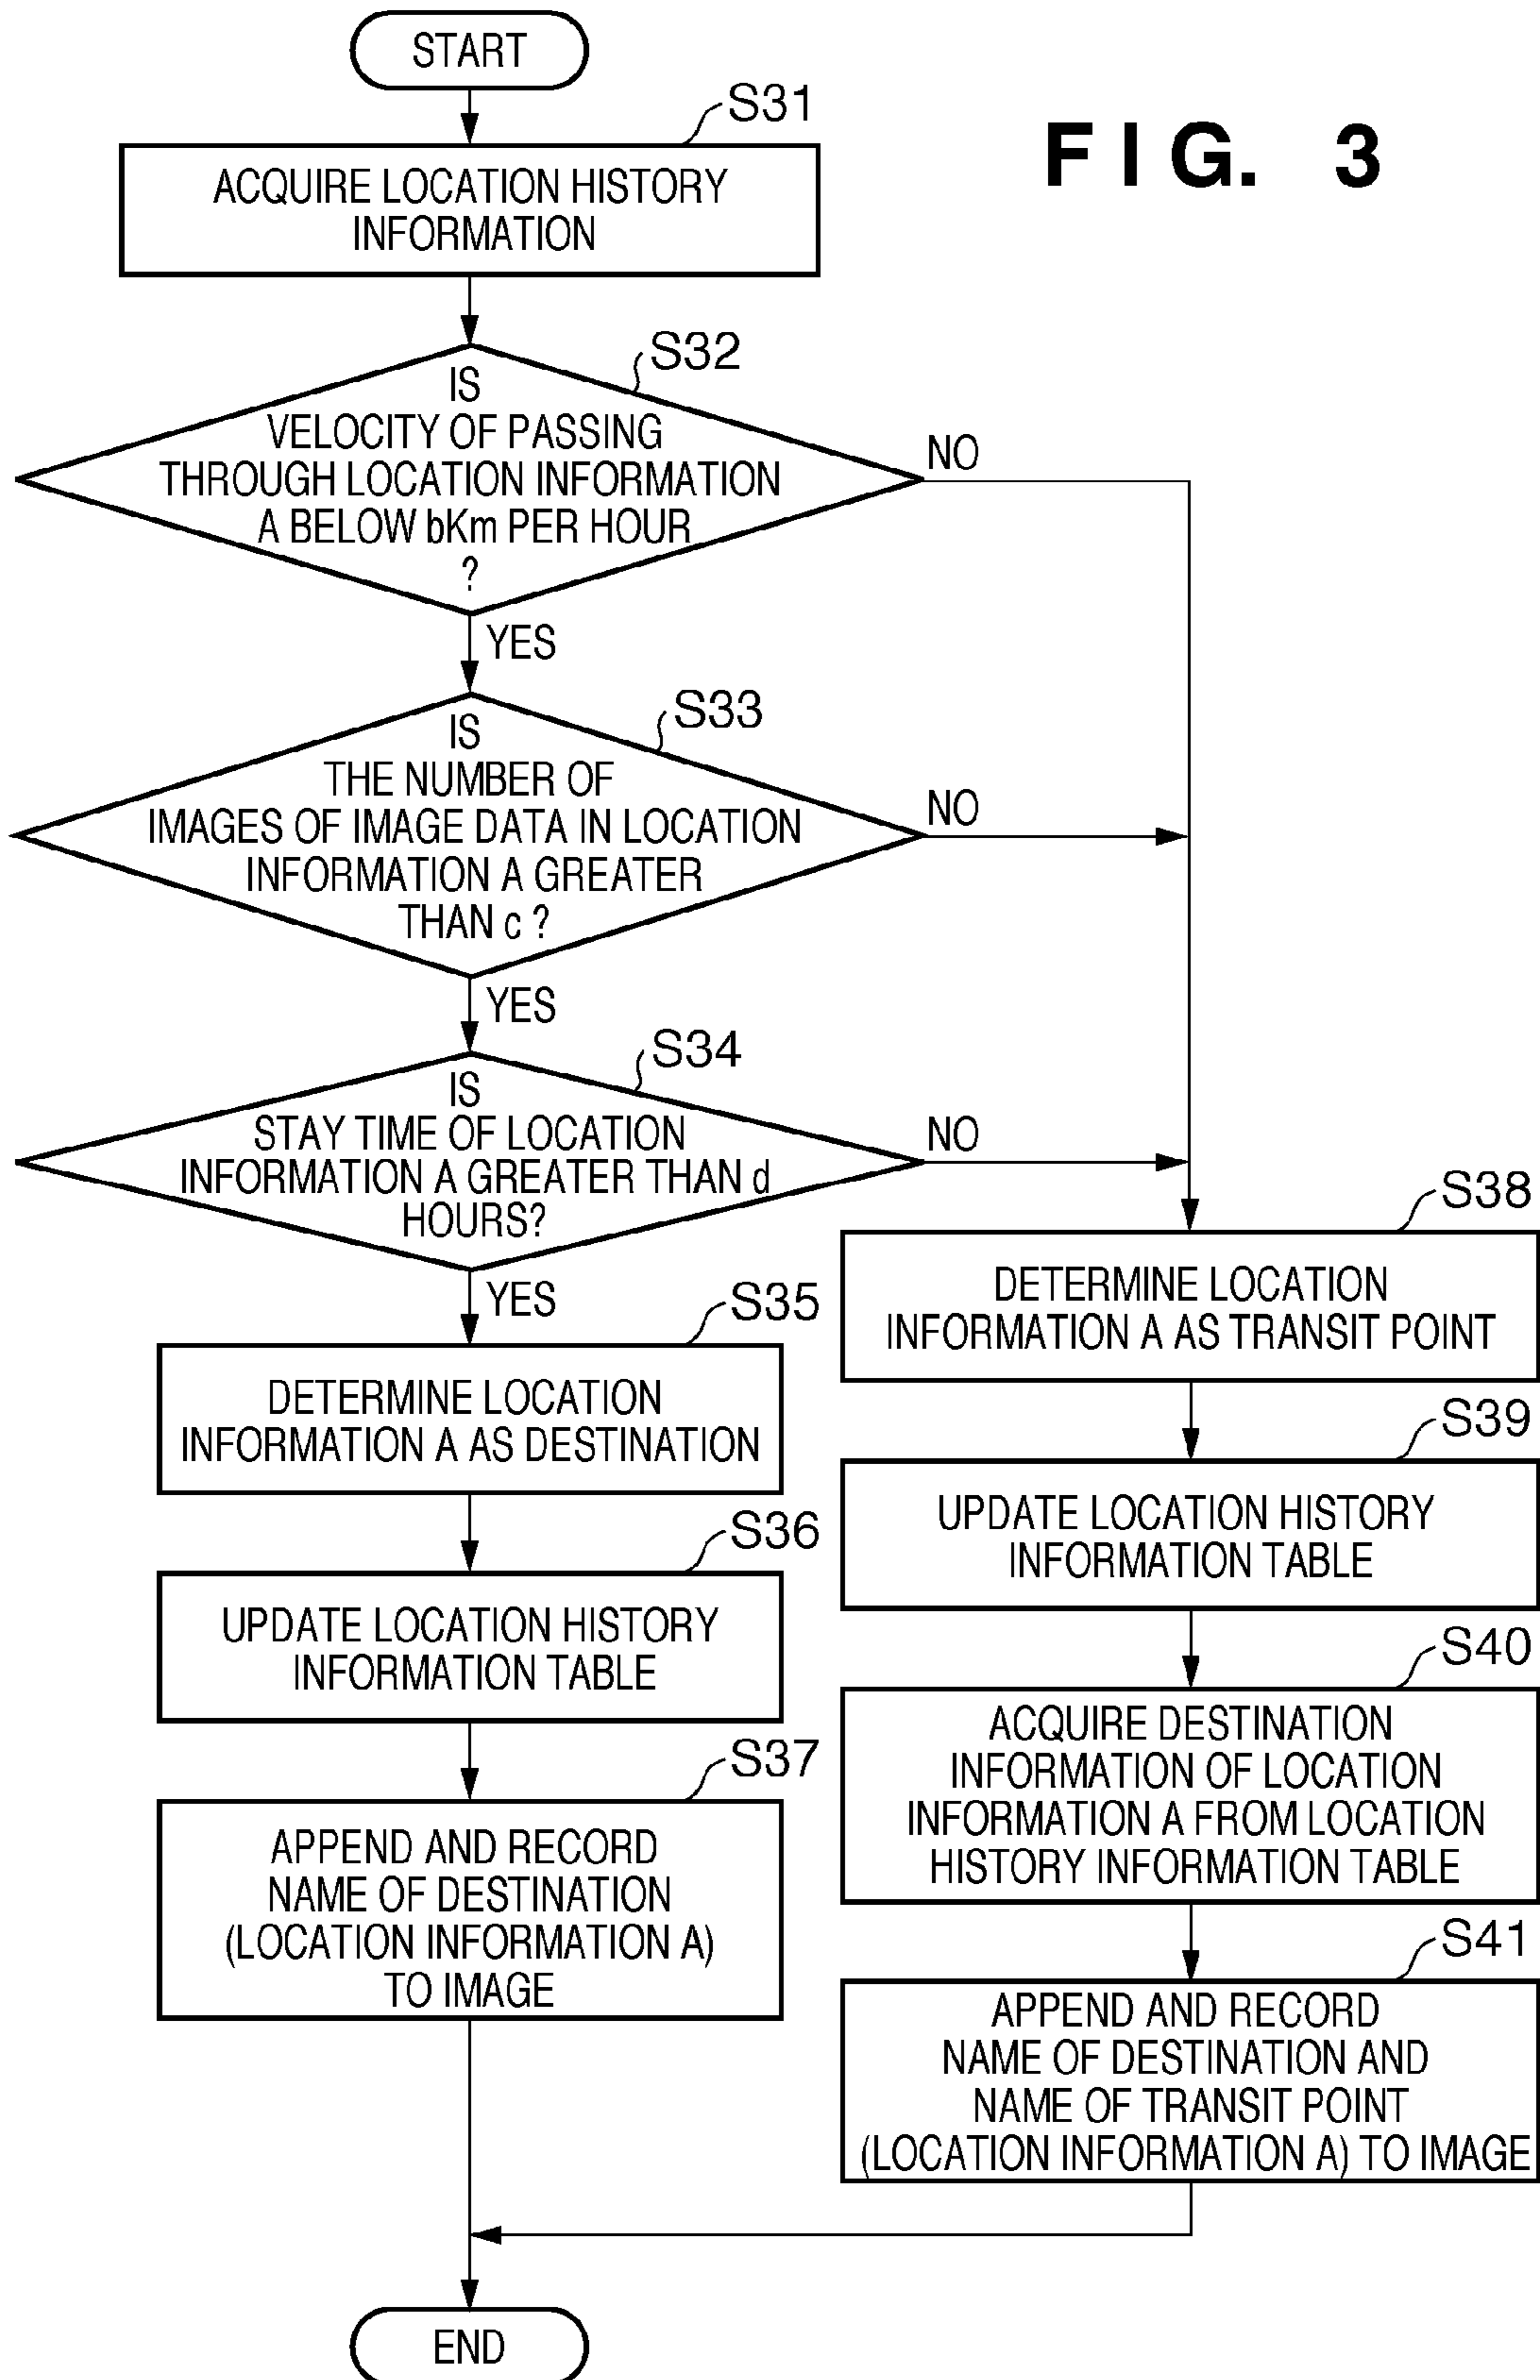 START
F I G. 3
S31
ACQUIRE LOCATION HISTORY
INFORMATION
S32
IS
VELOCITY OF PASSING
THROUGH LOCATION INFORMATION
A BELOW bKm PER HOUR
?
NO
YES
S33
IS
THE NUMBER OF
IMAGES OF IMAGE DATA IN LOCATION
INFORMATION A GREATER
THAN c ?
NO
YES
S34
IS
STAY TIME OF LOCATION
INFORMATION A GREATER THAN d
HOURS?
NO
YES
S35
DETERMINE LOCATION
INFORMATION A AS DESTINATION
S36
UPDATE LOCATION HISTORY
INFORMATION TABLE
S37
APPEND AND RECORD
NAME OF DESTINATION
(LOCATION INFORMATION A)
TO IMAGE
S38
DETERMINE LOCATION
INFORMATION A AS TRANSIT POINT
S39
UPDATE LOCATION HISTORY
INFORMATION TABLE
S40
ACQUIRE DESTINATION
INFORMATION OF LOCATION
INFORMATION A FROM LOCATION
HISTORY INFORMATION TABLE
S41
APPEND AND RECORD
NAME OF DESTINATION AND
NAME OF TRANSIT POINT
(LOCATION INFORMATION A) TO IMAGE
END